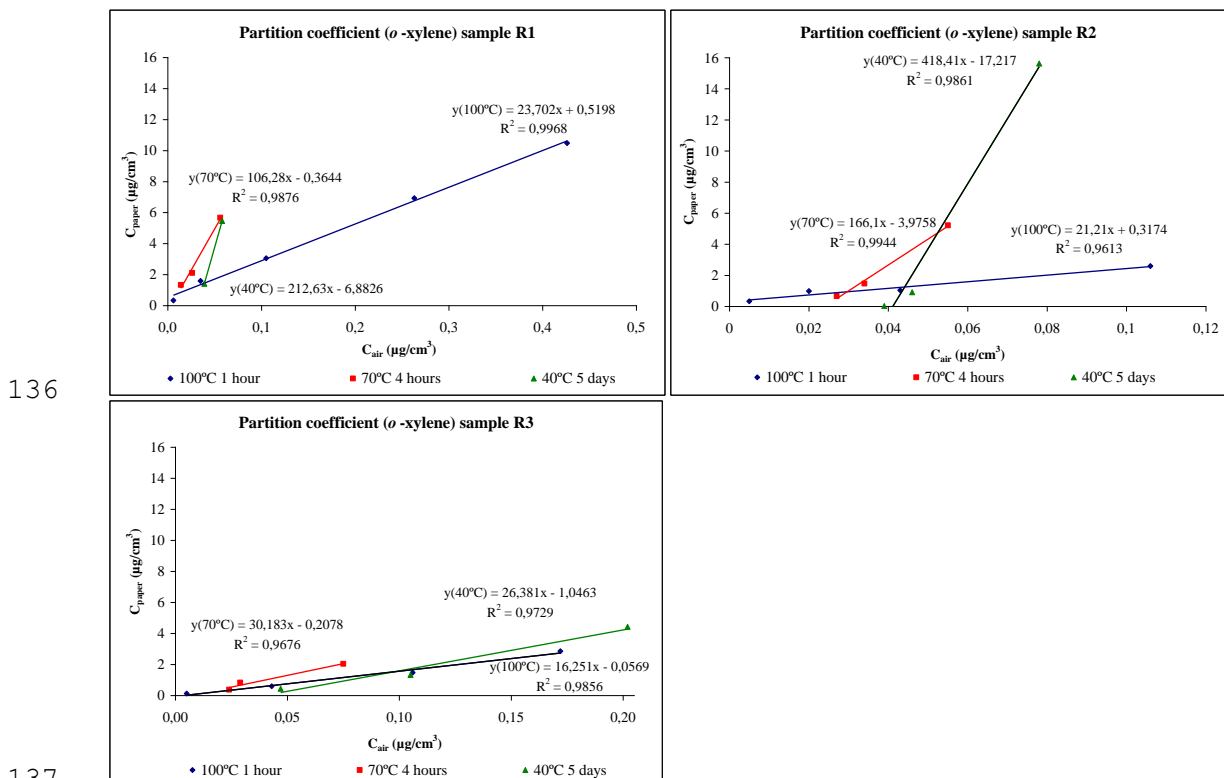 Partition coefficient (o -xylene) sample R1
16
14
12
10
8
6
4
2
0
C_paper (µg/cm³)
y(100ºC) = 23,702x + 0,5198
R² = 0,9968
y(70ºC) = 106,28x - 0,3644
R² = 0,9876
y(40ºC) = 212,63x - 6,8826
0,0 0,1 0,2 0,3 0,4 0,5
C_air (µg/cm³)
100ºC 1 hour 70ºC 4 hours 40ºC 5 days
136
Partition coefficient (o -xylene) sample R2
16
14
12
10
8
6
4
2
0
C_paper (µg/cm³)
y(40ºC) = 418,41x - 17,217
R² = 0,9861
y(70ºC) = 166,1x - 3,9758
R² = 0,9944
y(100ºC) = 21,21x + 0,3174
R² = 0,9613
0 0,02 0,04 0,06 0,08 0,1 0,12
C_air (µg/cm³)
100ºC 1 hour 70ºC 4 hours 40ºC 5 days
Partition coefficient (o -xylene) sample R3
16
14
12
10
8
6
4
2
0
C_paper (µg/cm³)
y(40ºC) = 26,381x - 1,0463
R² = 0,9729
y(70ºC) = 30,183x - 0,2078
R² = 0,9676
y(100ºC) = 16,251x - 0,0569
R² = 0,9856
0,00 0,05 0,10 0,15 0,20
C_air (µg/cm³)
100ºC 1 hour 70ºC 4 hours 40ºC 5 days
137